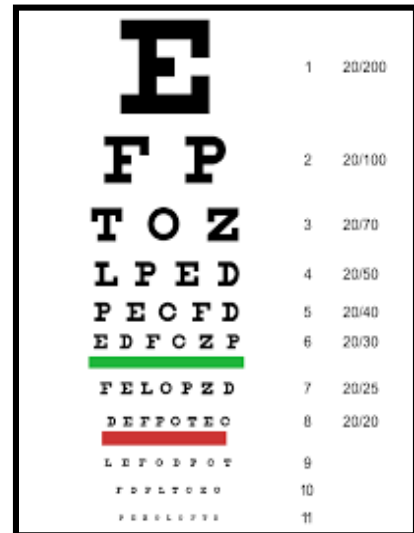 E 1 20/200
F P 2 20/100
T O Z 3 20/70
L P E D 4 20/50
P E C F D 5 20/40
E D F C Z P 6 20/30
F E L O P Z D 7 20/25
D E F P O T E C 8 20/20
L E F O D P C T 9
F D P L T C E O 10
11